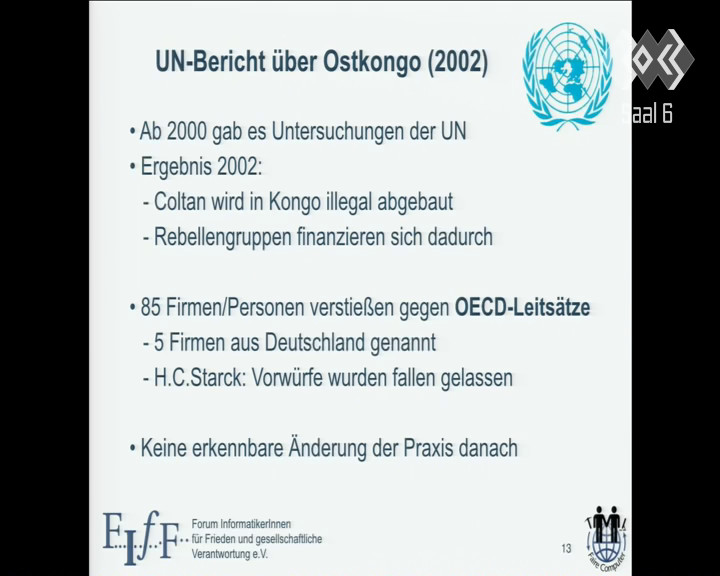 UN-Bericht über Ostkongo (2002)
Saal 6
• Ab 2000 gab es Untersuchungen der UN
• Ergebnis 2002:
- Coltan wird in Kongo illegal abgebaut
- Rebellengruppen finanzieren sich dadurch
• 85 Firmen/Personen verstießen gegen OECD-Leitsätze
- 5 Firmen aus Deutschland genannt
- H.C.Starck: Vorwürfe wurden fallen gelassen
• Keine erkennbare Änderung der Praxis danach
F..I..f..F..
Forum InformatikerInnen
für Frieden und gesellschaftliche
Verantwortung e.V.
13
Faire Computer